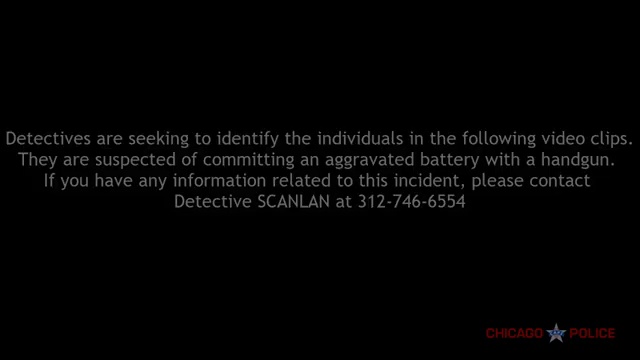 Detectives are seeking to identify the individuals in the following video clips.
They are suspected of committing an aggravated battery with a handgun.
If you have any information related to this incident, please contact
Detective SCANLAN at 312-746-6554
CHICAGO POLICE